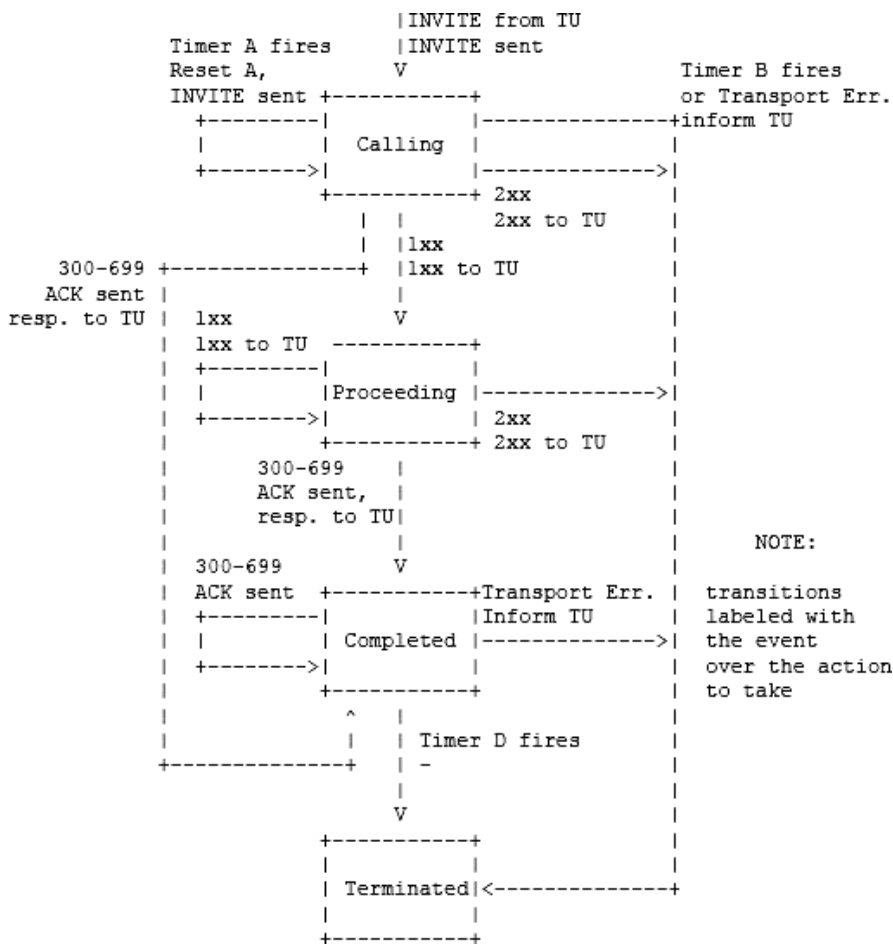 |INVITE from TU
Timer A fires     |INVITE sent
Reset A,          V                      Timer B fires
INVITE sent +-----------+                or Transport Err.
+---------|           |---------------+inform TU
|         |  Calling  |               |
+-------->|           |-------------->|
+-----------+ 2xx           |
|  |       2xx to TU     |
|  |1xx                  |
300-699 +---------------+  |1xx to TU            |
ACK sent |                  |                     |
resp. to TU |  1xx             V                     |
|  1xx to TU  -----------+               |
|  +---------|           |               |
|  |         |Proceeding |-------------->|
|  +-------->|           | 2xx           |
|            +-----------+ 2xx to TU     |
|       300-699    |                     |
|       ACK sent,  |                     |
|       resp. to TU|                     |
|                  |                     |      NOTE:
|  300-699         V                     |
|  ACK sent  +-----------+Transport Err. |  transitions
|  +---------|           |Inform TU      |  labeled with
|  |         | Completed |-------------->|  the event
|  +-------->|           |               |  over the action
|            +-----------+               |  to take
|              ^   |                     |
|              |   | Timer D fires       |
+--------------+   | -                   |
|                     |
V                     |
+-----------+               |
|           |               |
| Terminated|<--------------+
|           |
+-----------+